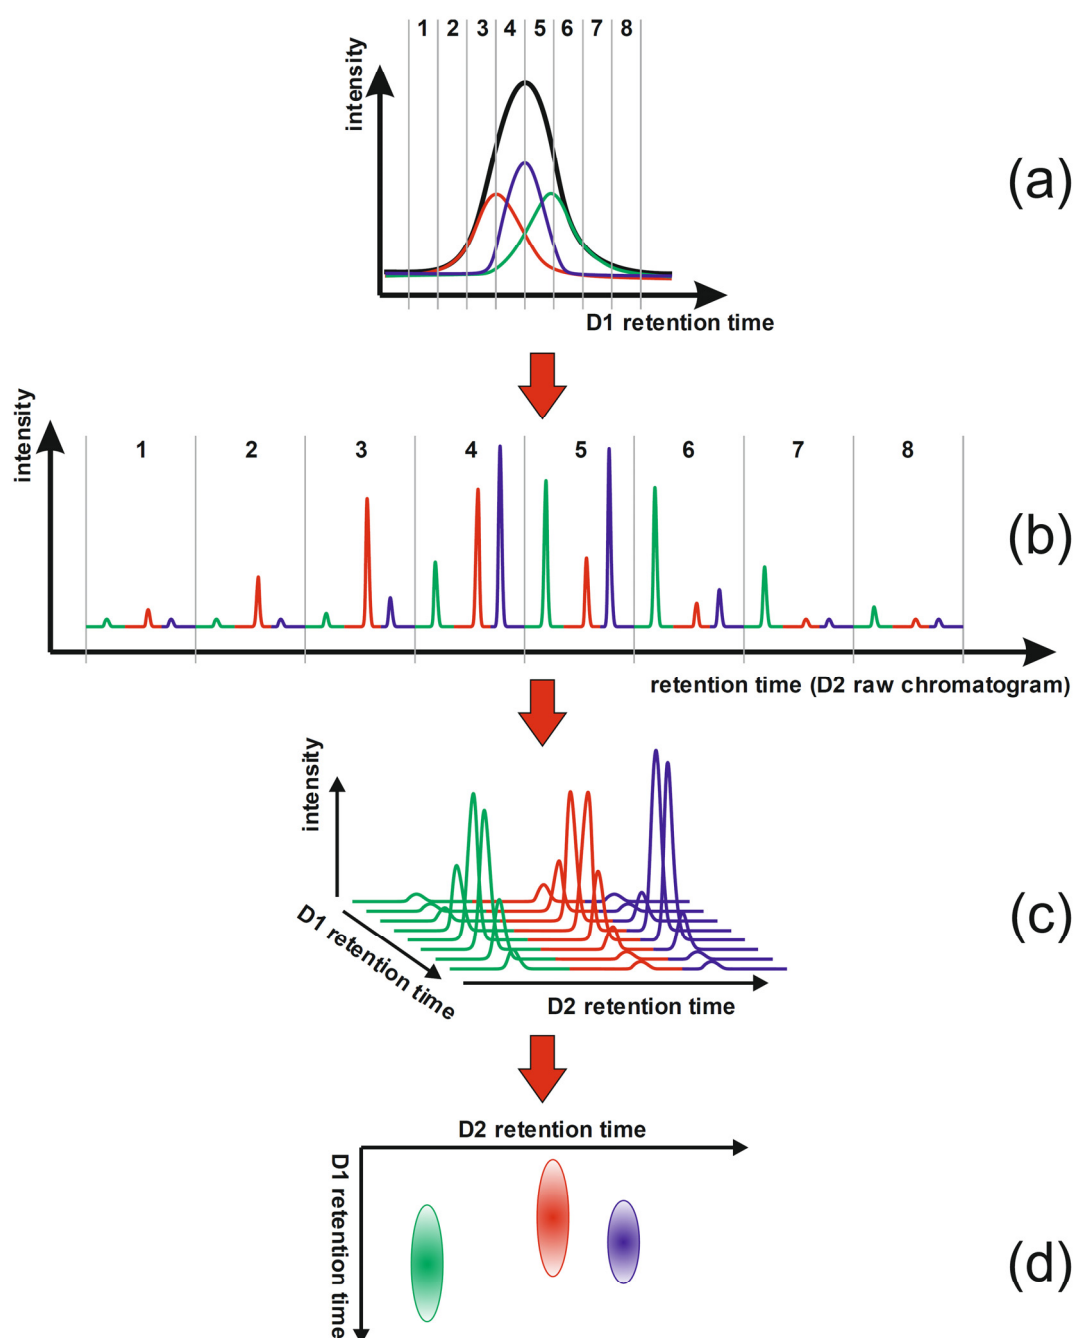 1 2 3 4 5 6 7 8
intensity
(a)
D1 retention time
intensity
1 2 3 4 5 6 7 8
(b)
retention time (D2 raw chromatogram)
intensity
(c)
D1 retention time
D2 retention time
D2 retention time
D1 retention time
(d)